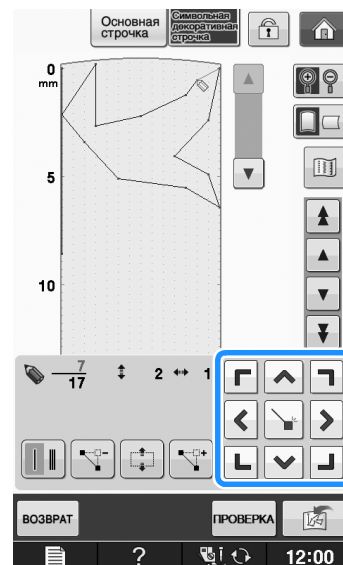 Основная
строчка
Символьная
декоративная
строчка
0
mm
5
10
7
17
2
1
ВОЗВРАТ
ПРОВЕРКА
?
12:00